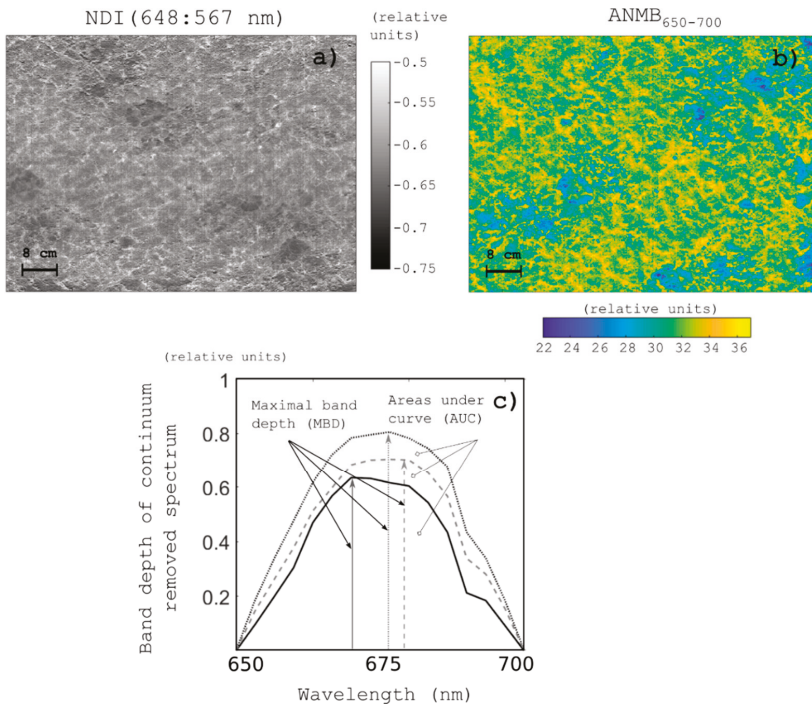 NDI(648:567 nm)
(relative
units)
ANMB650-700
a)
b)
-0.5
-0.55
-0.6
-0.65
-0.7
-0.75
8 cm
8 cm
(relative units)
22 24 26 28 30 32 34 36
(relative units)
1
0.8
0.6
0.4
0.2
Maximal band
depth (MBD)
Areas under
curve (AUC)
c)
Band depth of continuum
removed spectrum
650
675
700
Wavelength (nm)